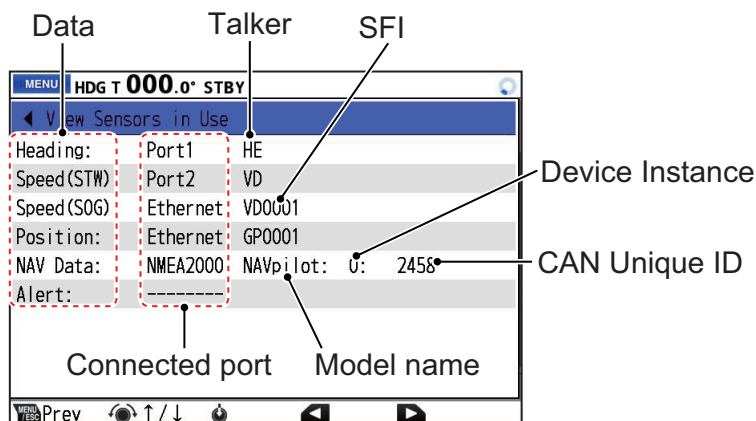 Data Talker SFI
MENU HDG T 000.0° STBY
◀ View Sensors in Use
Heading: Port1 HE
Speed(STW) Port2 VD
Speed(SOG) Ethernet VD0001
Position: Ethernet GP0001
NAV Data: NMEA2000 NAVpilot: 0: 2458
Alert: --------
Device Instance
CAN Unique ID
Connected port Model name
MENU/ESC Prev ↑/↓